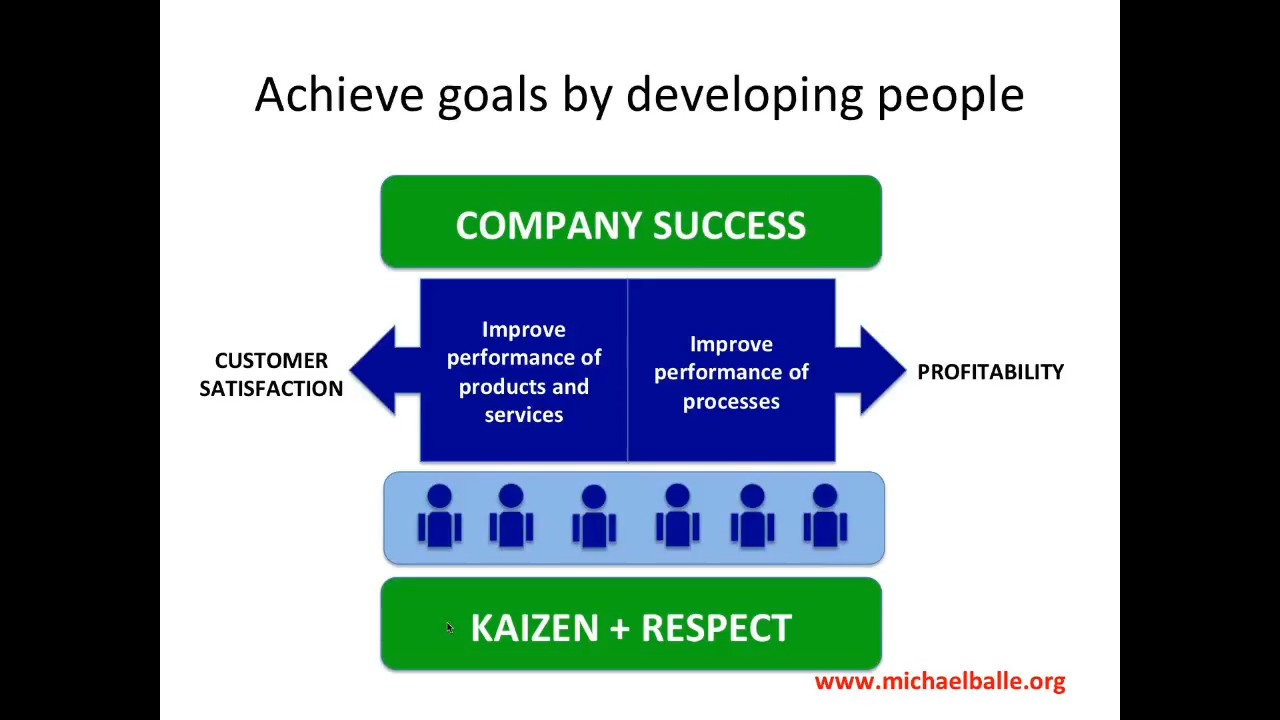 Achieve goals by developing people
COMPANY SUCCESS
CUSTOMER
SATISFACTION
Improve
performance of
products and
services
Improve
performance of
processes
PROFITABILITY
KAIZEN + RESPECT
www.michaelballe.org